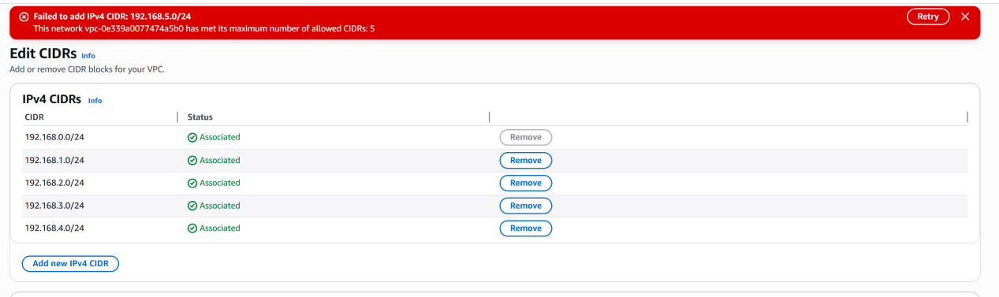 Failed to add IPv4 CIDR: 192.168.5.0/24
Retry
This network vpc-0e339a0077474a5b0 has met its maximum number of allowed CIDRs: 5
Edit CIDRs Info
Add or remove CIDR blocks for your VPC.
IPv4 CIDRs Info
CIDR Status
192.168.0.0/24 Associated Remove
192.168.1.0/24 Associated Remove
192.168.2.0/24 Associated Remove
192.168.3.0/24 Associated Remove
192.168.4.0/24 Associated Remove
Add new IPv4 CIDR